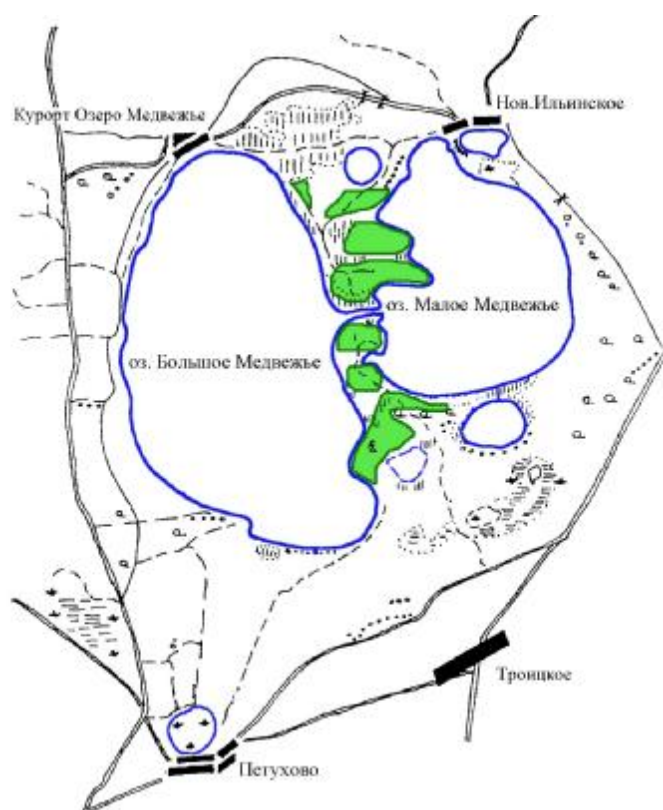 Нов.Ильинское
Курорт Озеро Медвежье
оз. Малое Медвежье
оз. Большое Медвежье
Троицкое
Петухово